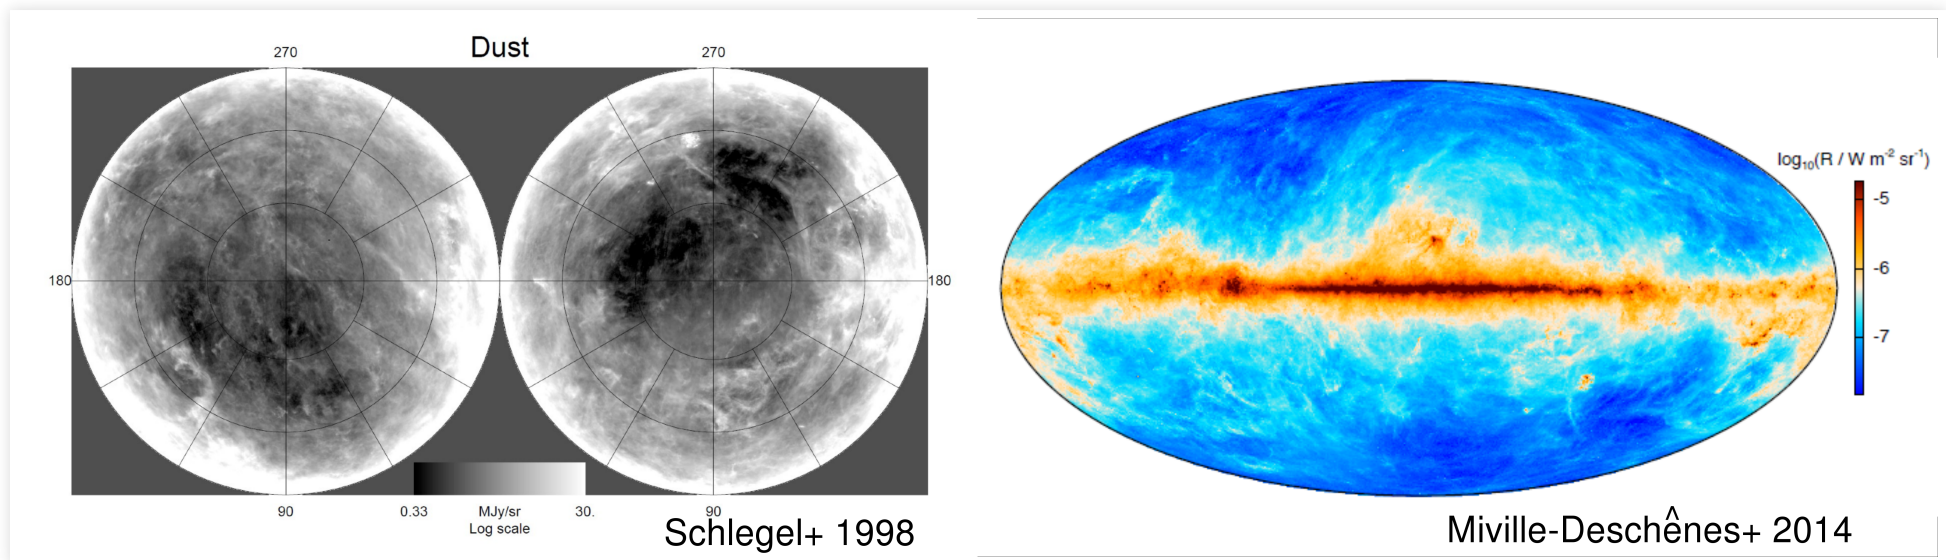 Dust
270
270
180
180
90
90
0.33 MJy/sr 30.
Log scale
Schlegel+ 1998
log₁₀(R / W m⁻² sr⁻¹)
-5
-6
-7
Miville-Deschênes+ 2014